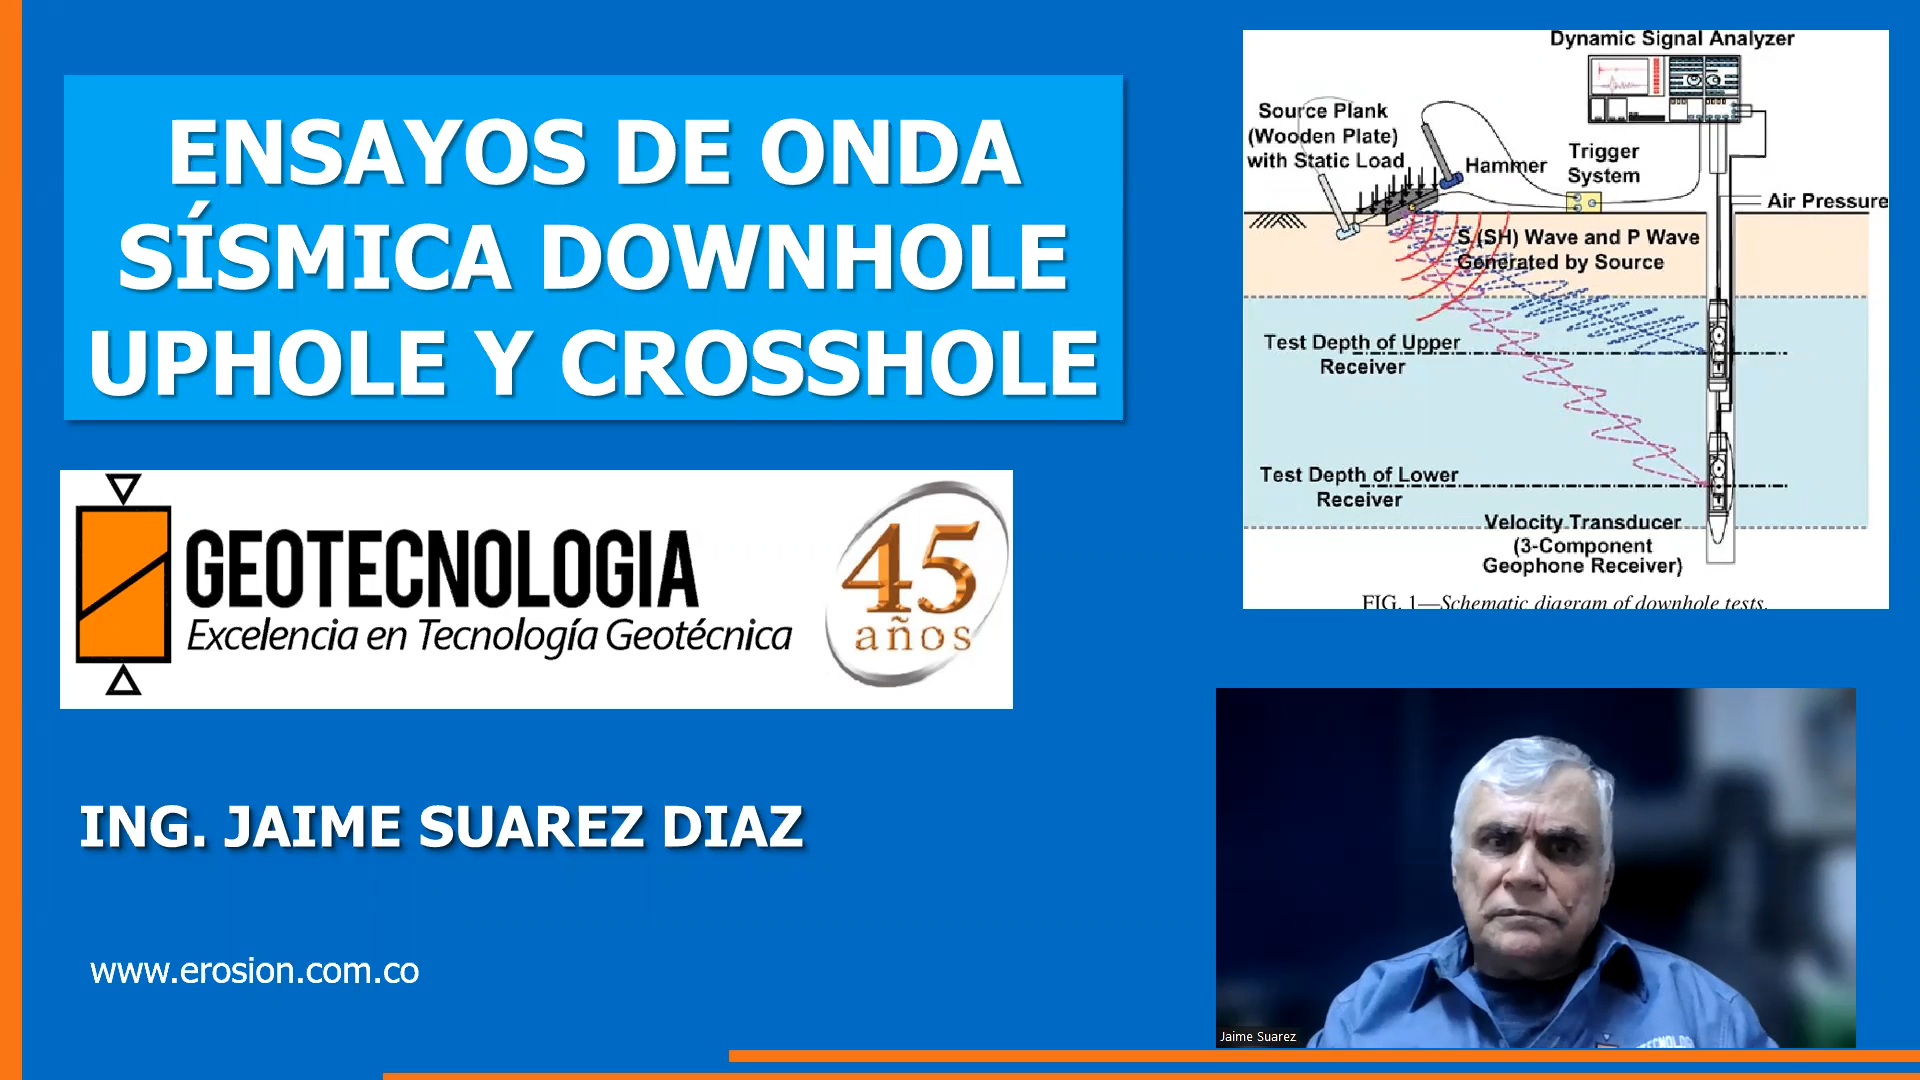 ENSAYOS DE ONDA
SÍSMICA DOWNHOLE
UPHOLE Y CROSSHOLE
GEOTECNOLOGIA
Excelencia en Tecnología Geotécnica
45
años
ING. JAIME SUAREZ DIAZ
www.erosion.com.co
Dynamic Signal Analyzer
Source Plank
(Wooden Plate)
with Static Load
Hammer
Trigger
System
Air Pressure
S (SH) Wave and P Wave
Generated by Source
Test Depth of Upper
Receiver
Test Depth of Lower
Receiver
Velocity Transducer
(3-Component
Geophone Receiver)
FIG. 1—Schematic diagram of downhole tests.
Jaime Suarez